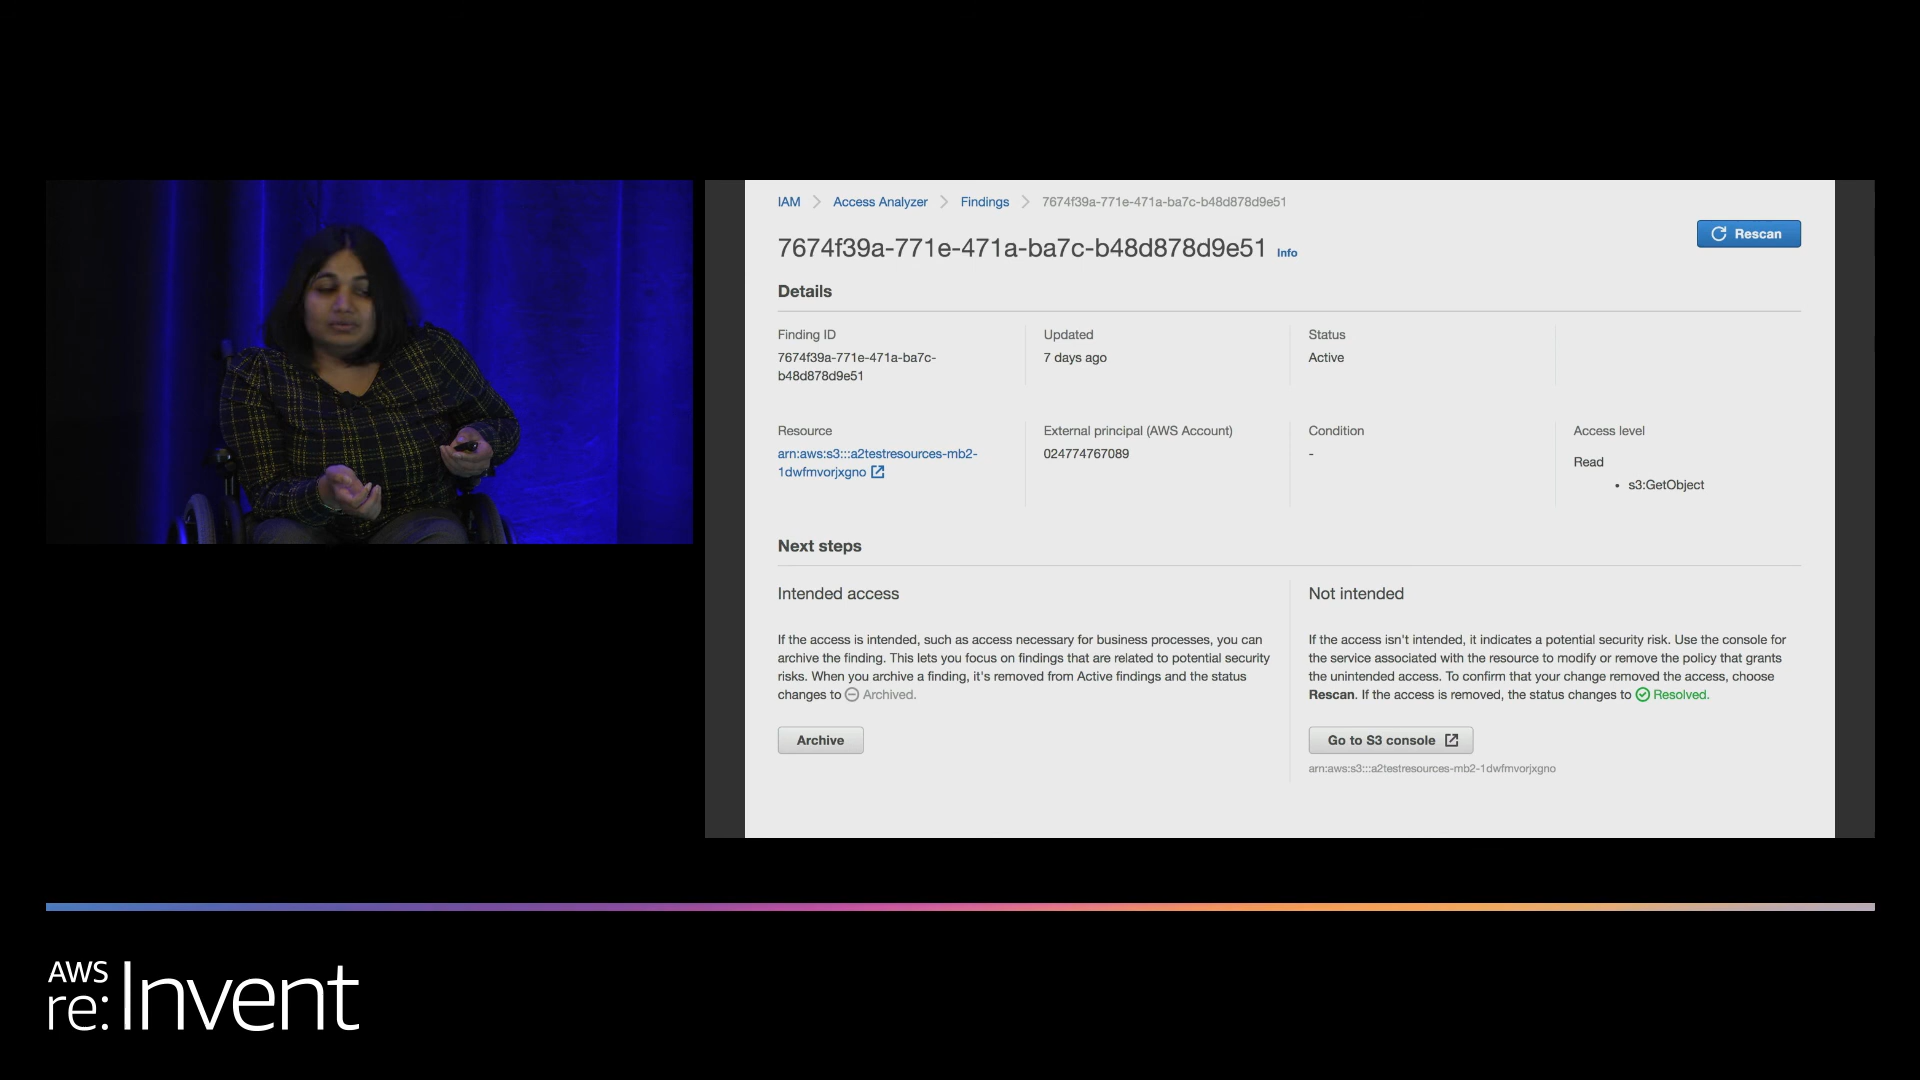 IAM > Access Analyzer > Findings > 7674f39a-771e-471a-ba7c-b48d878d9e51
7674f39a-771e-471a-ba7c-b48d878d9e51 Info
Rescan
Details
Finding ID
7674f39a-771e-471a-ba7c-
b48d878d9e51
Updated
7 days ago
Status
Active
Resource
arn:aws:s3:::a2testresources-mb2-
1dwfmvorjxgno
External principal (AWS Account)
024774767089
Condition
-
Access level
Read
• s3:GetObject
Next steps
Intended access
If the access is intended, such as access necessary for business processes, you can
archive the finding. This lets you focus on findings that are related to potential security
risks. When you archive a finding, it's removed from Active findings and the status
changes to Archived.
Archive
Not intended
If the access isn't intended, it indicates a potential security risk. Use the console for
the service associated with the resource to modify or remove the policy that grants
the unintended access. To confirm that your change removed the access, choose
Rescan. If the access is removed, the status changes to Resolved.
Go to S3 console
arn:aws:s3:::a2testresources-mb2-1dwfmvorjxgno
AWS
re:Invent